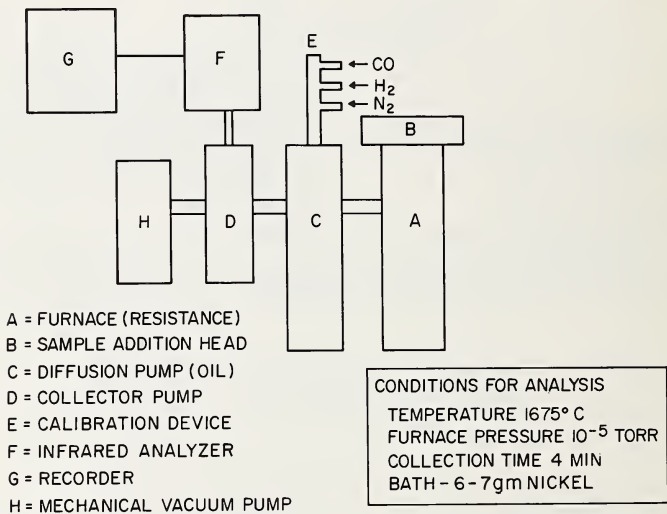 G
F
E
← CO
← H2
← N2
B
H
D
C
A
A = FURNACE (RESISTANCE)
B = SAMPLE ADDITION HEAD
C = DIFFUSION PUMP (OIL)
D = COLLECTOR PUMP
E = CALIBRATION DEVICE
F = INFRARED ANALYZER
G = RECORDER
H = MECHANICAL VACUUM PUMP
CONDITIONS FOR ANALYSIS
TEMPERATURE 1675° C
FURNACE PRESSURE 10⁻⁵ TORR
COLLECTION TIME 4 MIN
BATH - 6-7gm NICKEL